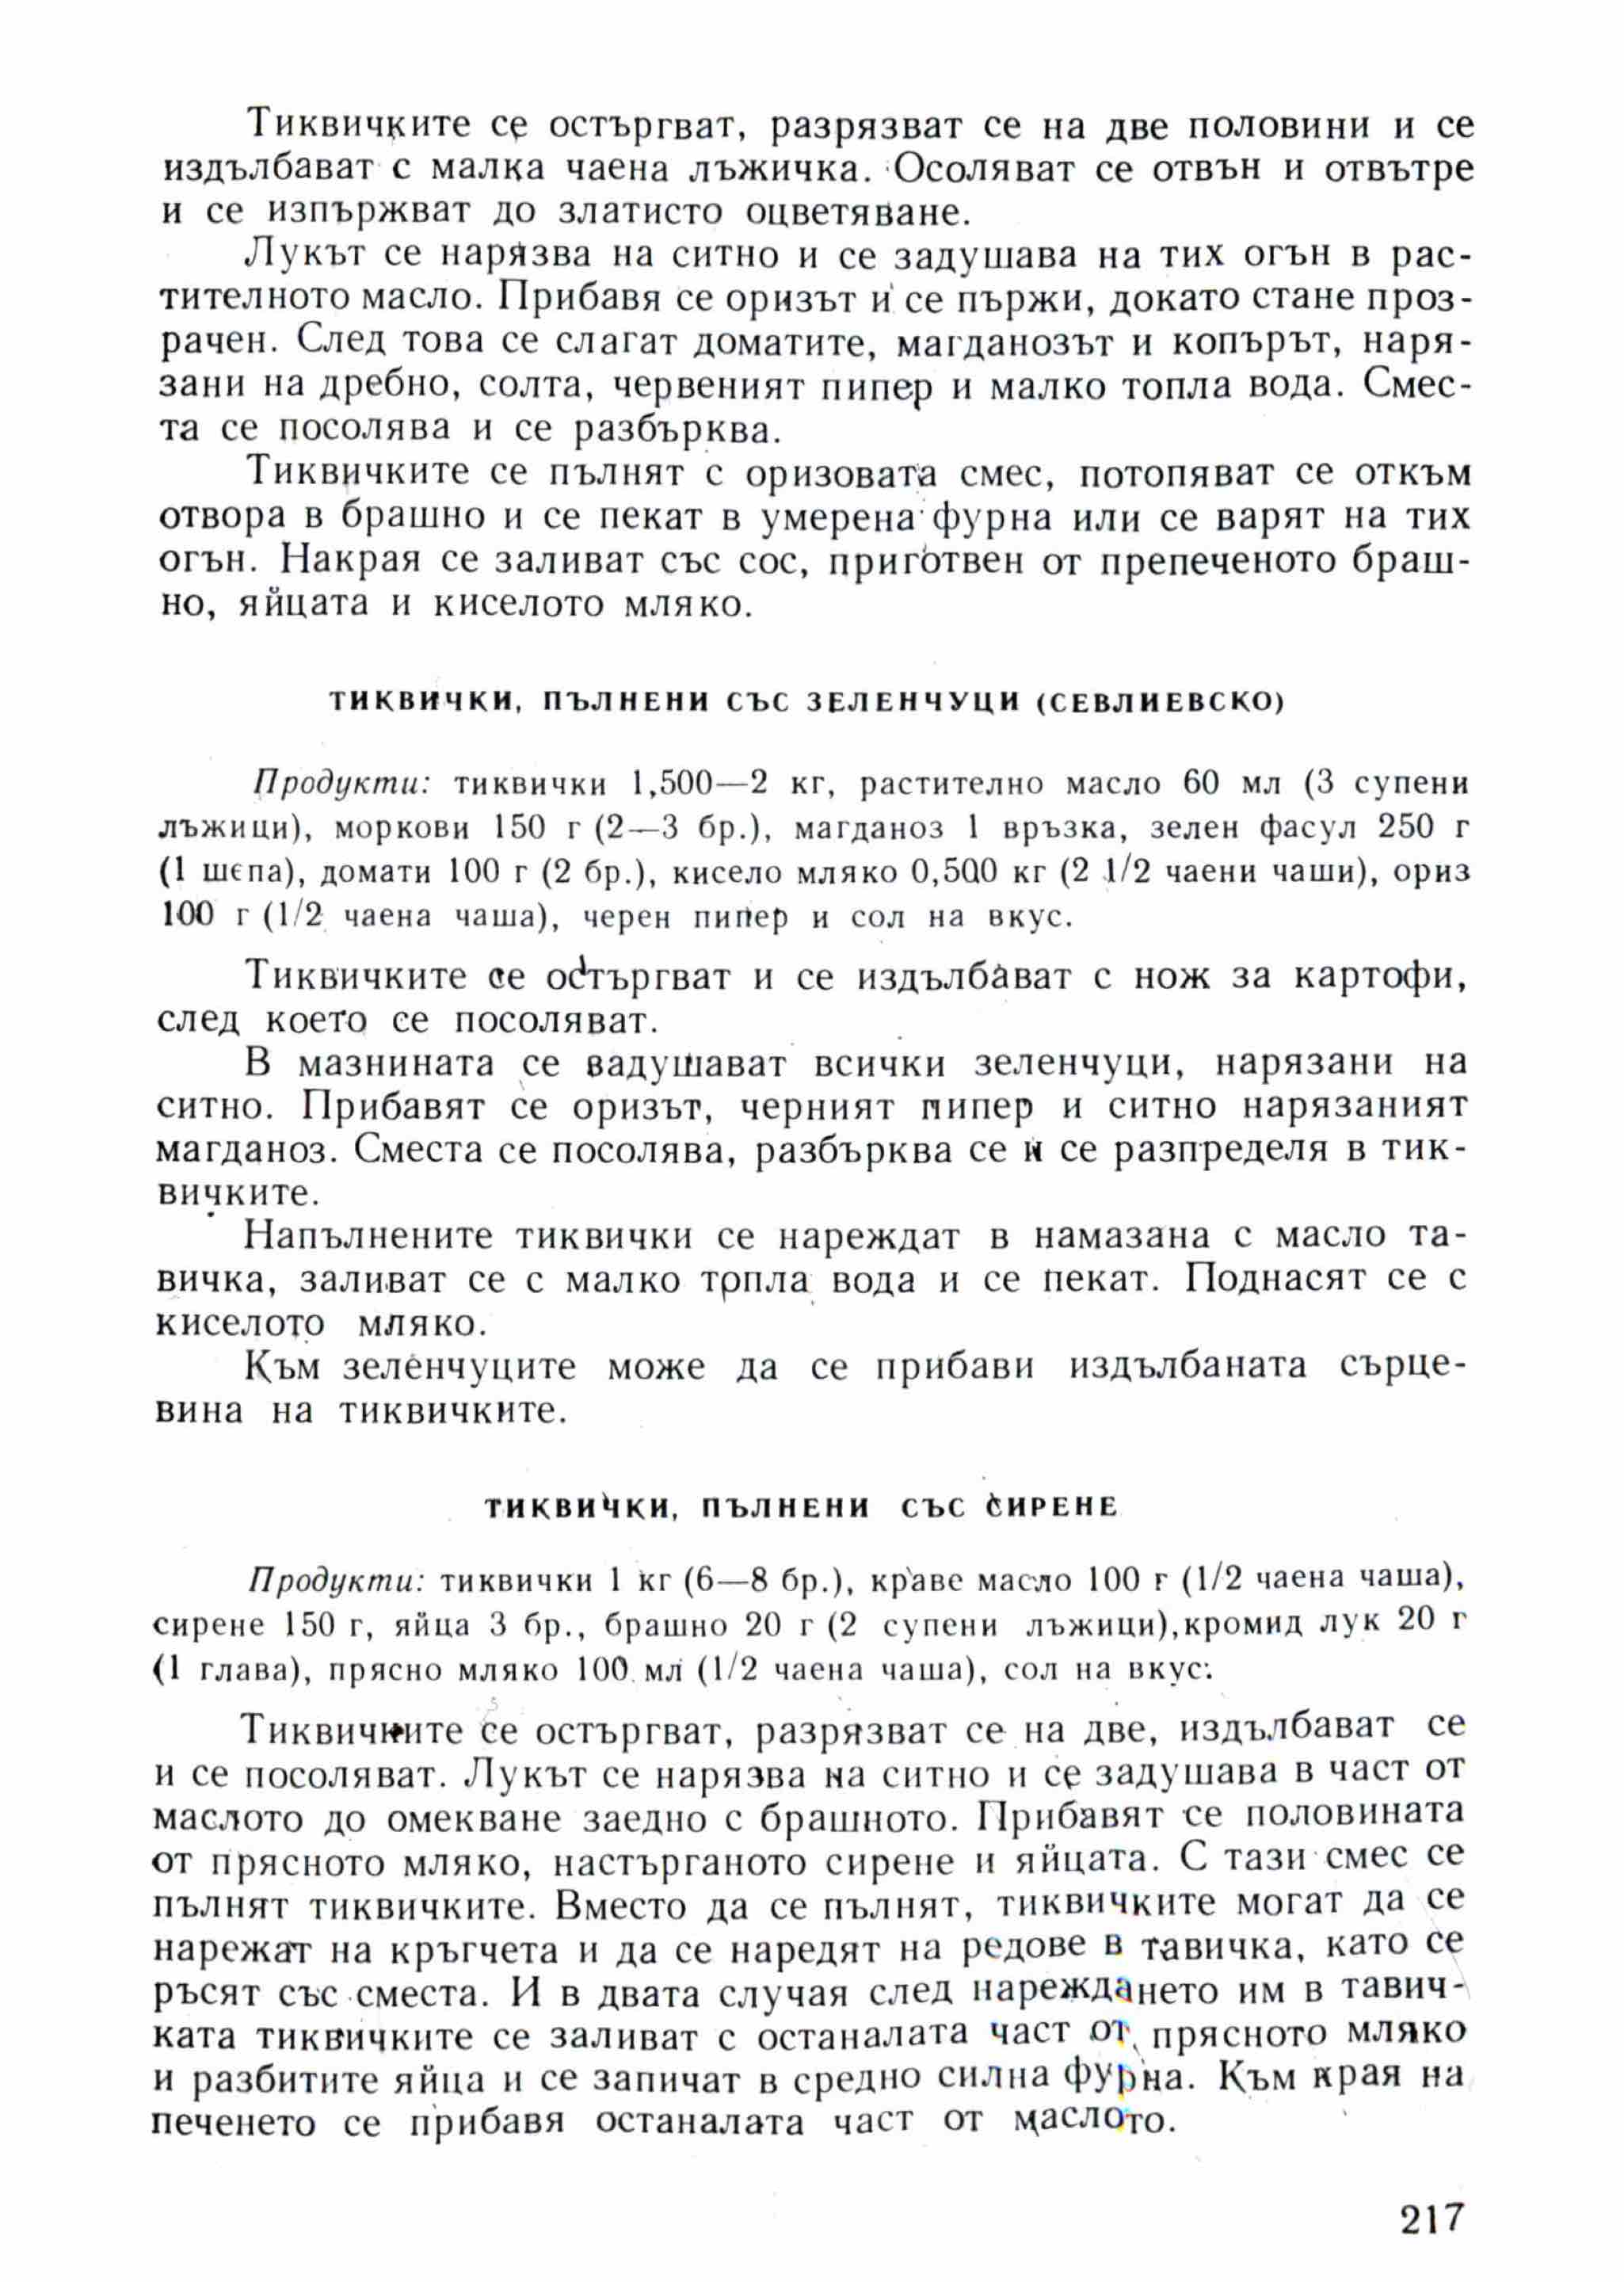 Тиквичките се остъргват, разрязват се на две половини и се
издълбават с малка чаена лъжичка. Осоляват се отвън и отвътре
и се изпържват до златисто оцветяване.
Лукът се нарязва на ситно и се задушава на тих огън в рас-
тителното масло. Прибавя се оризът и се пържи, докато стане проз-
рачен. След това се слагат доматите, магданозът и копърът, наря-
зани на дребно, солта, червеният пипер и малко топла вода. Смес-
та се посолява и се разбърква.
Тиквичките се пълнят с оризовата смес, потопяват се откъм
отвора в брашно и се пекат в умерена фурна или се варят на тих
огън. Накрая се заливат със сос, приготвен от препеченото браш-
но, яйцата и киселото мляко.
ТИКВИЧКИ, ПЪЛНЕНИ СЪС ЗЕЛЕНЧУЦИ (СЕВЛИЕВСКО)
Продукти: тиквички 1,500—2 кг, растително масло 60 мл (3 супени
лъжици), моркови 150 г (2—3 бр.), магданоз 1 връзка, зелен фасул 250 г
(1 шепа), домати 100 г (2 бр.), кисело мляко 0,500 кг (2 1/2 чаени чаши), ориз
100 г (1/2 чаена чаша), черен пипер и сол на вкус.
Тиквичките се остъргват и се издълбават с нож за картофи,
след което се посоляват.
В мазнината се задушават всички зеленчуци, нарязани на
ситно. Прибавят се оризът, черният пипер и ситно нарязаният
магданоз. Сместа се посолява, разбърква се и се разпределя в тик-
вичките.
Напълнените тиквички се нареждат в намазана с масло та-
вичка, заливат се с малко топла вода и се пекат. Поднасят се с
киселото мляко.
Към зеленчуците може да се прибави издълбаната сърце-
вина на тиквичките.
ТИКВИЧКИ, ПЪЛНЕНИ СЪС СИРЕНЕ
Продукти: тиквички 1 кг (6—8 бр.), краве масло 100 г (1/2 чаена чаша),
сирене 150 г, яйца 3 бр., брашно 20 г (2 супени лъжици), кромид лук 20 г
(1 глава), прясно мляко 100 мл (1/2 чаена чаша), сол на вкус.
Тиквичките се остъргват, разрязват се на две, издълбават се
и се посоляват. Лукът се нарязва на ситно и се задушава в част от
маслото до омекване заедно с брашното. Прибавят се половината
от прясното мляко, настърганото сирене и яйцата. С тази смес се
пълнят тиквичките. Вместо да се пълнят, тиквичките могат да се
нарежат на кръгчета и да се наредят на редове в тавичка, като се
ръсят със сместа. И в двата случая след нареждането им в тавич-
ката тиквичките се заливат с останалата част от прясното мляко
и разбитите яйца и се запичат в средно силна фурна. Към края на
печенето се прибавя останалата част от маслото.
217